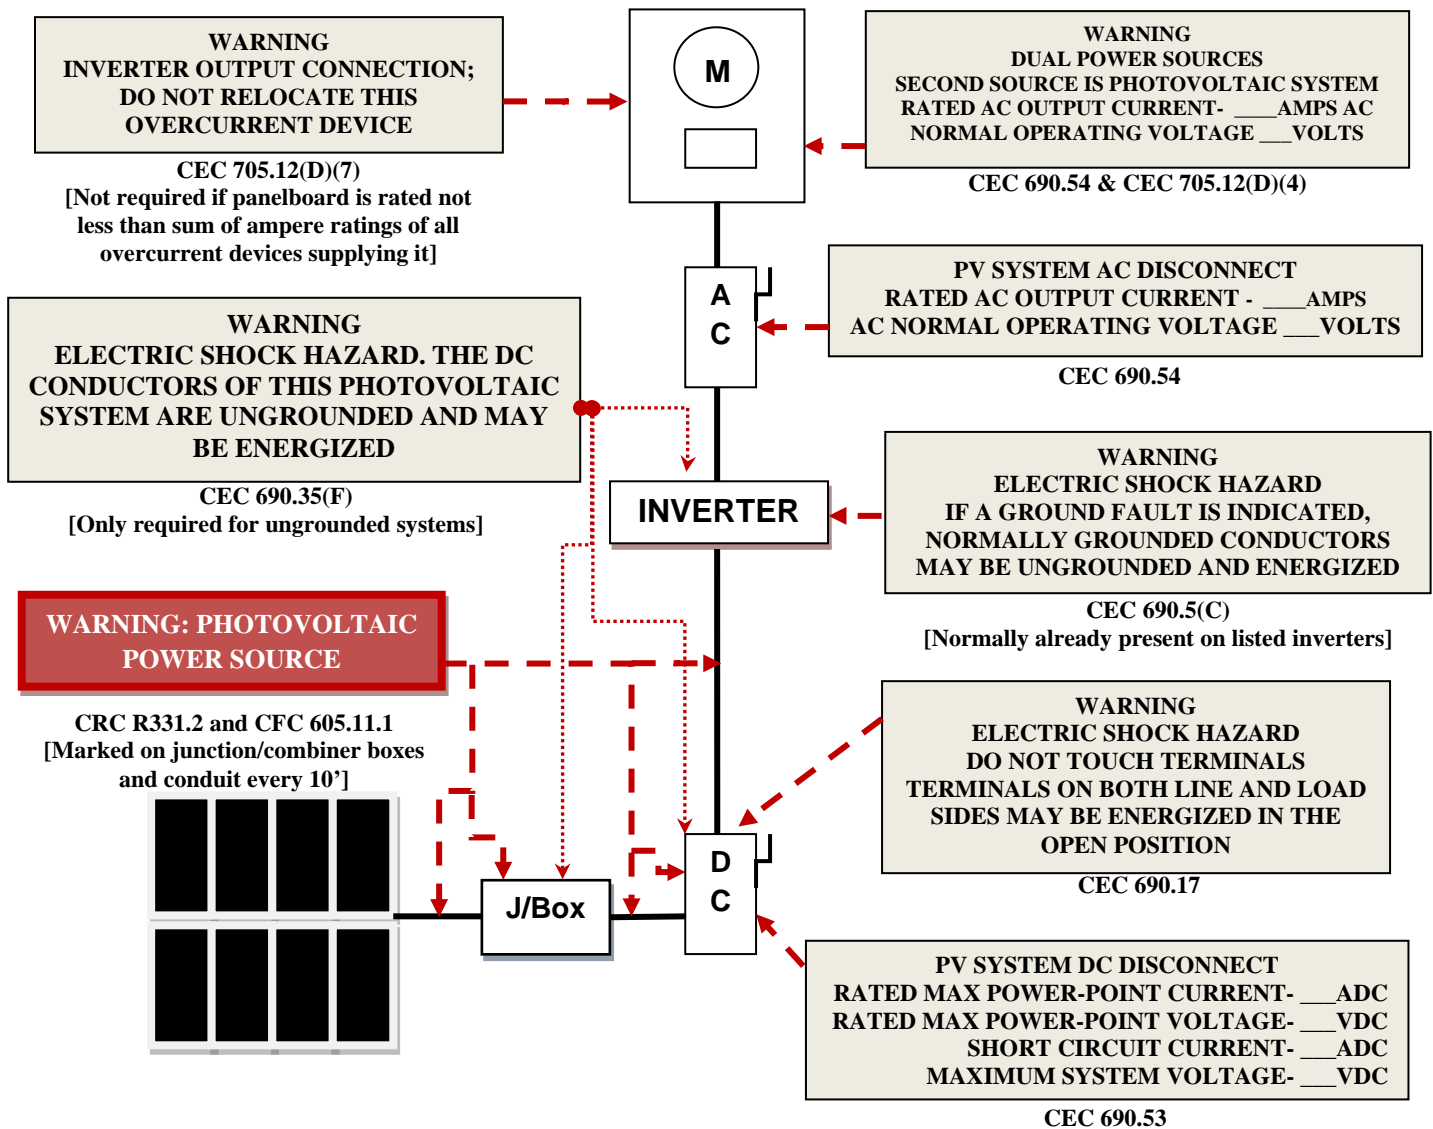 WARNING
INVERTER OUTPUT CONNECTION;
DO NOT RELOCATE THIS
OVERCURRENT DEVICE
CEC 705.12(D)(7)
[Not required if panelboard is rated not
less than sum of ampere ratings of all
overcurrent devices supplying it]
M
WARNING
DUAL POWER SOURCES
SECOND SOURCE IS PHOTOVOLTAIC SYSTEM
RATED AC OUTPUT CURRENT- ____AMPS AC
NORMAL OPERATING VOLTAGE ___VOLTS
CEC 690.54 & CEC 705.12(D)(4)
A
C
PV SYSTEM AC DISCONNECT
RATED AC OUTPUT CURRENT - ____AMPS
AC NORMAL OPERATING VOLTAGE ___VOLTS
CEC 690.54
WARNING
ELECTRIC SHOCK HAZARD. THE DC
CONDUCTORS OF THIS PHOTOVOLTAIC
SYSTEM ARE UNGROUNDED AND MAY
BE ENERGIZED
CEC 690.35(F)
[Only required for ungrounded systems]
INVERTER
WARNING
ELECTRIC SHOCK HAZARD
IF A GROUND FAULT IS INDICATED,
NORMALLY GROUNDED CONDUCTORS
MAY BE UNGROUNDED AND ENERGIZED
CEC 690.5(C)
[Normally already present on listed inverters]
WARNING: PHOTOVOLTAIC
POWER SOURCE
CRC R331.2 and CFC 605.11.1
[Marked on junction/combiner boxes
and conduit every 10’]
WARNING
ELECTRIC SHOCK HAZARD
DO NOT TOUCH TERMINALS
TERMINALS ON BOTH LINE AND LOAD
SIDES MAY BE ENERGIZED IN THE
OPEN POSITION
CEC 690.17
J/Box
D
C
PV SYSTEM DC DISCONNECT
RATED MAX POWER-POINT CURRENT- ___ADC
RATED MAX POWER-POINT VOLTAGE- ___VDC
SHORT CIRCUIT CURRENT- ___ADC
MAXIMUM SYSTEM VOLTAGE- ___VDC
CEC 690.53